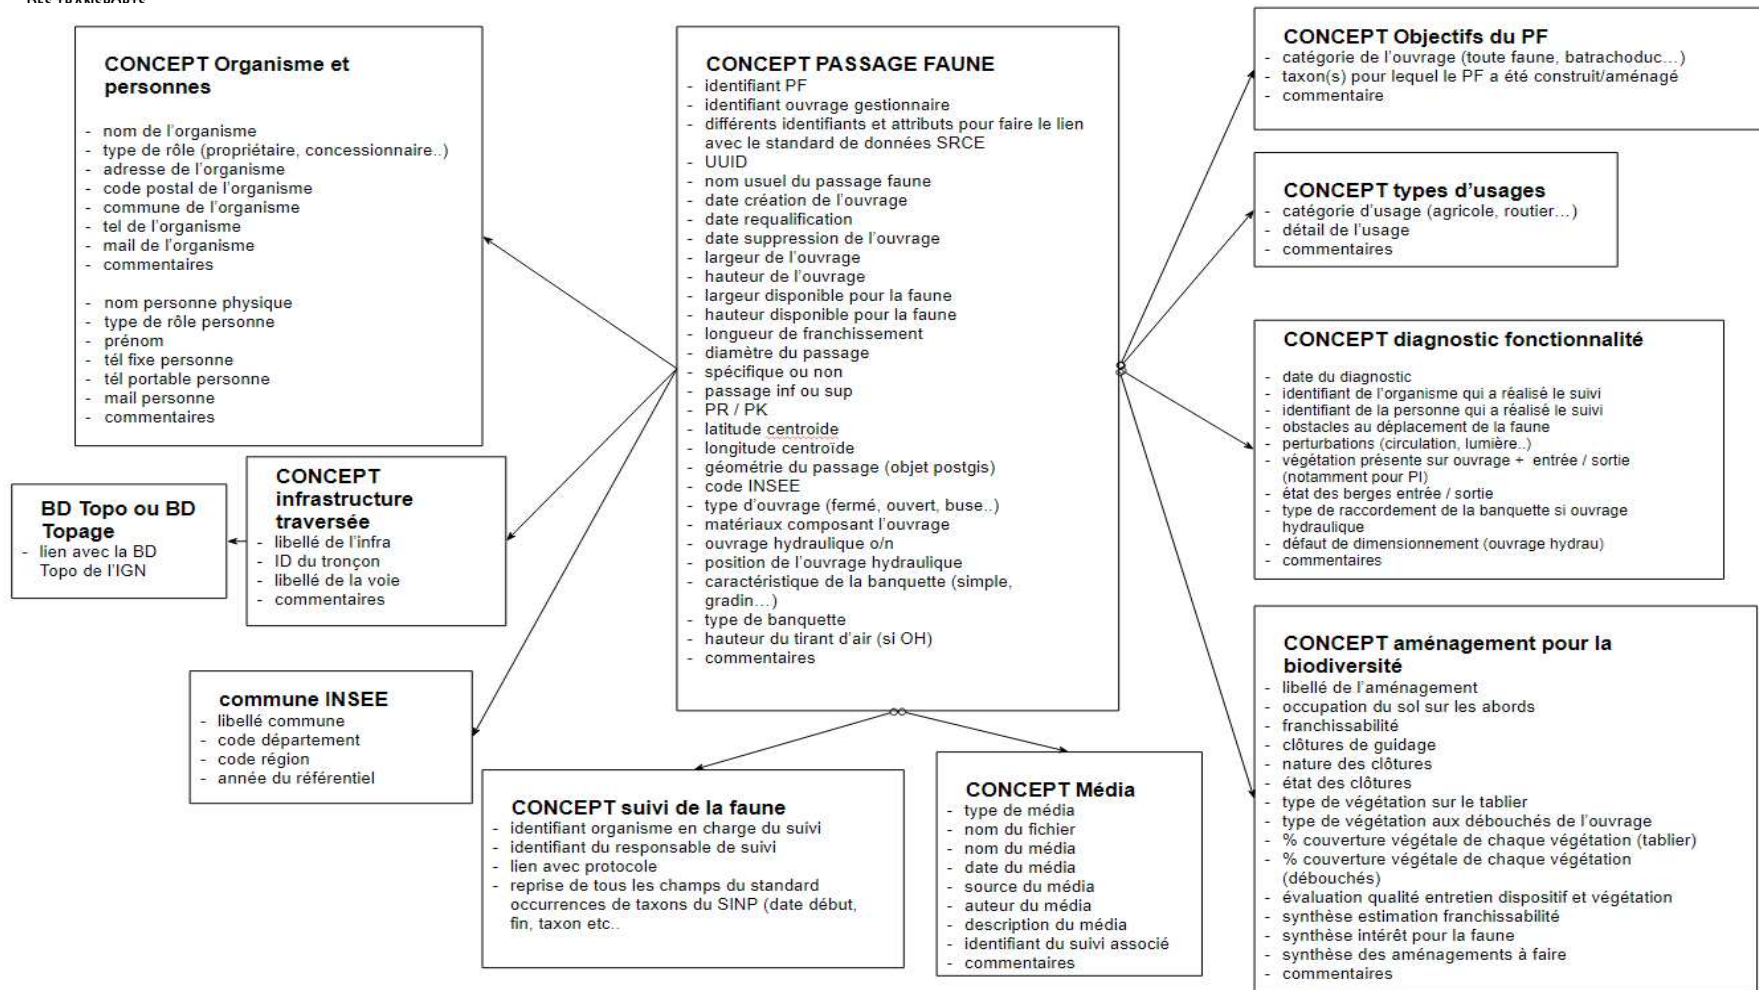 DES TRANSPORTS
CONCEPT Organisme et
personnes
- nom de l'organisme
- type de rôle (propriétaire, concessionnaire..)
- adresse de l'organisme
- code postal de l'organisme
- commune de l'organisme
- tel de l'organisme
- mail de l'organisme
- commentaires
- nom personne physique
- type de rôle personne
- prénom
- tél fixe personne
- tél portable personne
- mail personne
- commentaires
BD Topo ou BD
Topage
- lien avec la BD
Topo de l'IGN
CONCEPT
infrastructure
traversée
- libellé de l'infra
- ID du tronçon
- libellé de la voie
- commentaires
commune INSEE
- libellé commune
- code département
- code région
- année du référentiel
CONCEPT PASSAGE FAUNE
- identifiant PF
- identifiant ouvrage gestionnaire
- différents identifiants et attributs pour faire le lien
avec le standard de données SRCE
- UUID
- nom usuel du passage faune
- date création de l'ouvrage
- date requalification
- date suppression de l'ouvrage
- largeur de l'ouvrage
- hauteur de l'ouvrage
- largeur disponible pour la faune
- hauteur disponible pour la faune
- longueur de franchissement
- diamètre du passage
- spécifique ou non
- passage inf ou sup
- PR / PK
- latitude centroide
- longitude centroïde
- géométrie du passage (objet postgis)
- code INSEE
- type d'ouvrage (fermé, ouvert, buse..)
- matériaux composant l'ouvrage
- ouvrage hydraulique o/n
- position de l'ouvrage hydraulique
- caractéristique de la banquette (simple,
gradin…)
- type de banquette
- hauteur du tirant d'air (si OH)
- commentaires
CONCEPT suivi de la faune
- identifiant organisme en charge du suivi
- identifiant du responsable de suivi
- lien avec protocole
- reprise de tous les champs du standard
occurrences de taxons du SINP (date début,
fin, taxon etc..
CONCEPT Média
- type de média
- nom du fichier
- nom du média
- date du média
- source du média
- auteur du média
- description du média
- identifiant du suivi associé
- commentaires
CONCEPT Objectifs du PF
- catégorie de l'ouvrage (toute faune, batrachoduc…)
- taxon(s) pour lequel le PF a été construit/aménagé
- commentaire
CONCEPT types d'usages
- catégorie d'usage (agricole, routier…)
- détail de l'usage
- commentaires
CONCEPT diagnostic fonctionnalité
- date du diagnostic
- identifiant de l'organisme qui a réalisé le suivi
- identifiant de la personne qui a réalisé le suivi
- obstacles au déplacement de la faune
- perturbations (circulation, lumière..)
- végétation présente sur ouvrage + entrée / sortie
(notamment pour PI)
- état des berges entrée / sortie
- type de raccordement de la banquette si ouvrage
hydraulique
- défaut de dimensionnement (ouvrage hydrau)
- commentaires
CONCEPT aménagement pour la
biodiversité
- libellé de l'aménagement
- occupation du sol sur les abords
- franchissabilité
- clôtures de guidage
- nature des clôtures
- état des clôtures
- type de végétation sur le tablier
- type de végétation aux débouchés de l'ouvrage
- % couverture végétale de chaque végétation (tablier)
- % couverture végétale de chaque végétation
(débouchés)
- évaluation qualité entretien dispositif et végétation
- synthèse estimation franchissabilité
- synthèse intérêt pour la faune
- synthèse des aménagements à faire
- commentaires